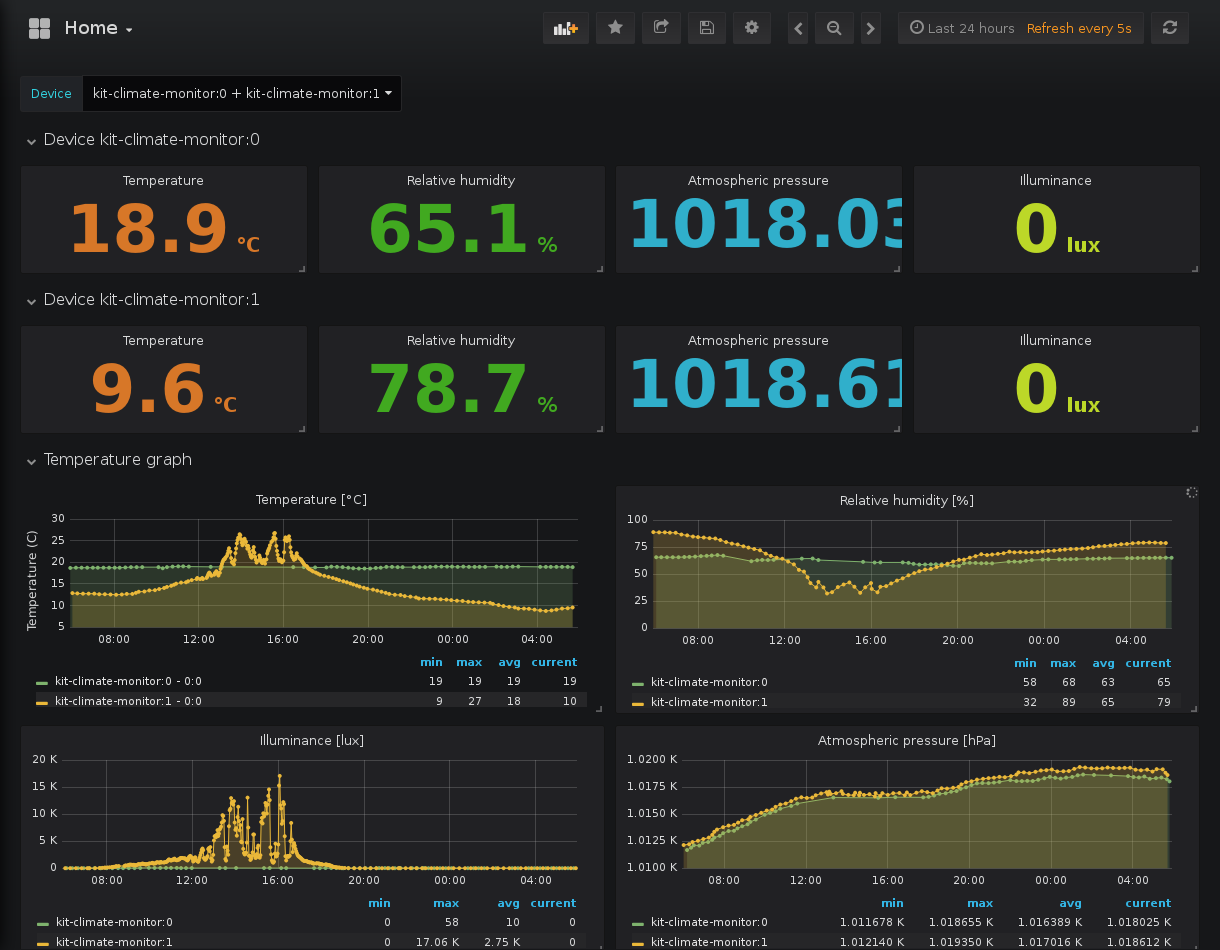 Home
Last 24 hours Refresh every 5s
Device kit-climate-monitor:0 + kit-climate-monitor:1
Device kit-climate-monitor:0
Temperature
18.9 °C
Relative humidity
65.1 %
Atmospheric pressure
1018.03
Illuminance
0 lux
Device kit-climate-monitor:1
Temperature
9.6 °C
Relative humidity
78.7 %
Atmospheric pressure
1018.61
Illuminance
0 lux
Temperature graph
Temperature [°C]
Temperature (C)
30
25
20
15
10
5
08:00 12:00 16:00 20:00 00:00 04:00
min max avg current
kit-climate-monitor:0 - 0:0 19 19 19 19
kit-climate-monitor:1 - 0:0 9 27 18 10
Relative humidity [%]
100
75
50
25
0
08:00 12:00 16:00 20:00 00:00 04:00
min max avg current
kit-climate-monitor:0 58 68 63 65
kit-climate-monitor:1 32 89 65 79
Illuminance [lux]
20 K
15 K
10 K
5 K
0
08:00 12:00 16:00 20:00 00:00 04:00
min max avg current
kit-climate-monitor:0 0 58 10 0
kit-climate-monitor:1 0 17.06 K 2.75 K 0
Atmospheric pressure [hPa]
1.0200 K
1.0175 K
1.0150 K
1.0125 K
1.0100 K
08:00 12:00 16:00 20:00 00:00 04:00
min max avg current
kit-climate-monitor:0 1.011678 K 1.018655 K 1.016389 K 1.018025 K
kit-climate-monitor:1 1.012140 K 1.019350 K 1.017016 K 1.018612 K